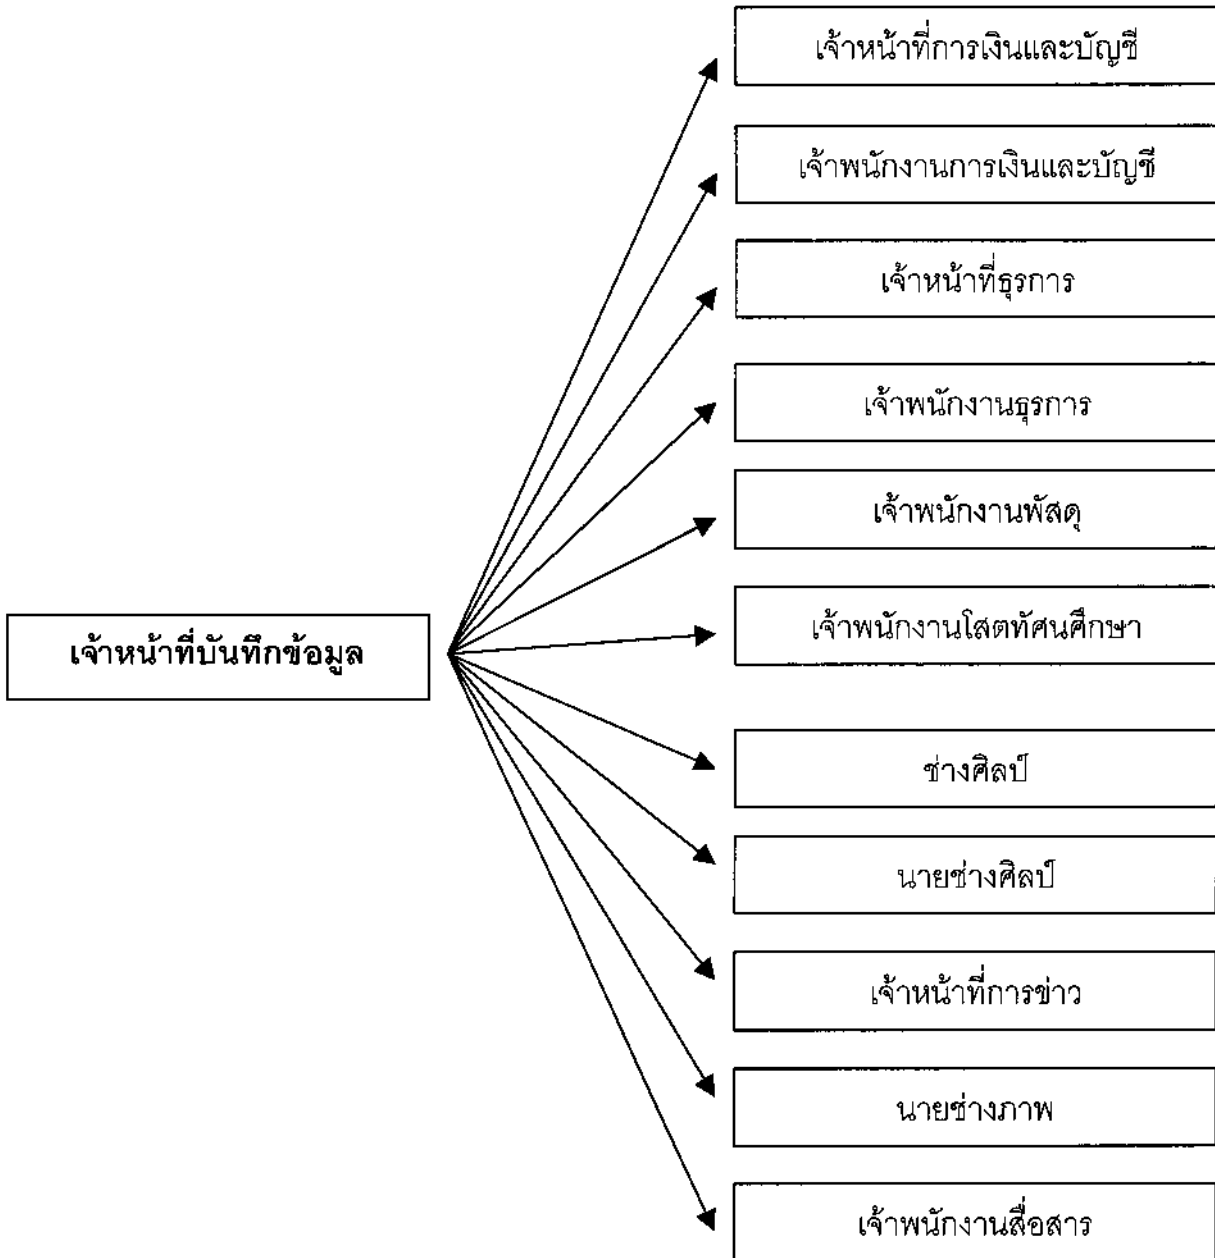 เจ้าหน้าที่การเงินและบัญชี
เจ้าพนักงานการเงินและบัญชี
เจ้าหน้าที่ธุรการ
เจ้าพนักงานธุรการ
เจ้าพนักงานพัสดุ
เจ้าพนักงานโสตทัศนศึกษา
เจ้าหน้าที่บันทึกข้อมูล
ช่างศิลป์
นายช่างศิลป์
เจ้าหน้าที่การข่าว
นายช่างภาพ
เจ้าพนักงานสื่อสาร